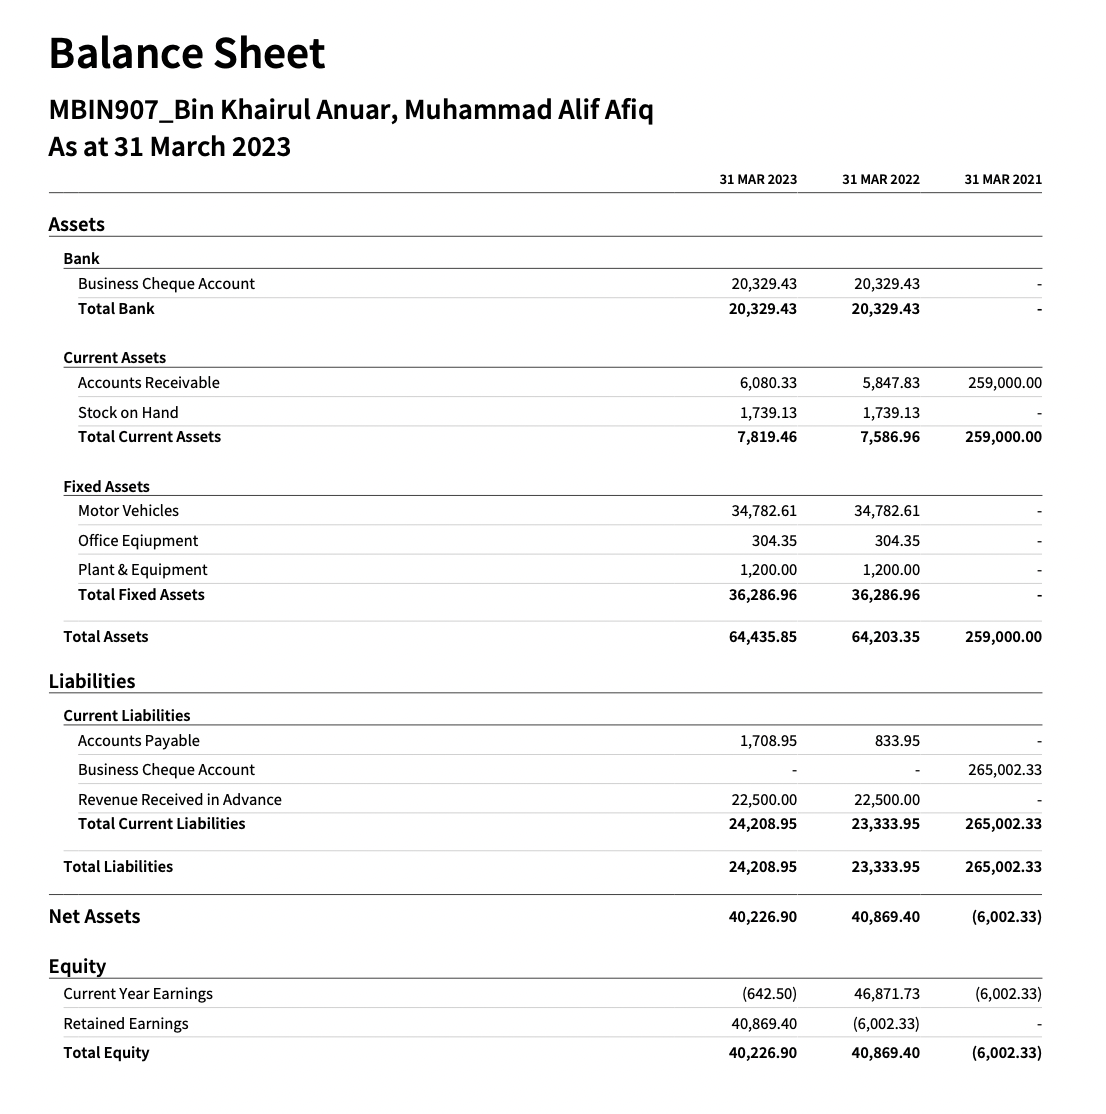 Balance Sheet
MBIN907_Bin Khairul Anuar, Muhammad Alif Afiq
As at 31 March 2023
31 MAR 2023 31 MAR 2022 31 MAR 2021
Assets
Bank
Business Cheque Account 20,329.43 20,329.43 -
Total Bank 20,329.43 20,329.43 -
Current Assets
Accounts Receivable 6,080.33 5,847.83 259,000.00
Stock on Hand 1,739.13 1,739.13 -
Total Current Assets 7,819.46 7,586.96 259,000.00
Fixed Assets
Motor Vehicles 34,782.61 34,782.61 -
Office Eqiupment 304.35 304.35 -
Plant & Equipment 1,200.00 1,200.00 -
Total Fixed Assets 36,286.96 36,286.96 -
Total Assets 64,435.85 64,203.35 259,000.00
Liabilities
Current Liabilities
Accounts Payable 1,708.95 833.95 -
Business Cheque Account - - 265,002.33
Revenue Received in Advance 22,500.00 22,500.00 -
Total Current Liabilities 24,208.95 23,333.95 265,002.33
Total Liabilities 24,208.95 23,333.95 265,002.33
Net Assets 40,226.90 40,869.40 (6,002.33)
Equity
Current Year Earnings (642.50) 46,871.73 (6,002.33)
Retained Earnings 40,869.40 (6,002.33) -
Total Equity 40,226.90 40,869.40 (6,002.33)